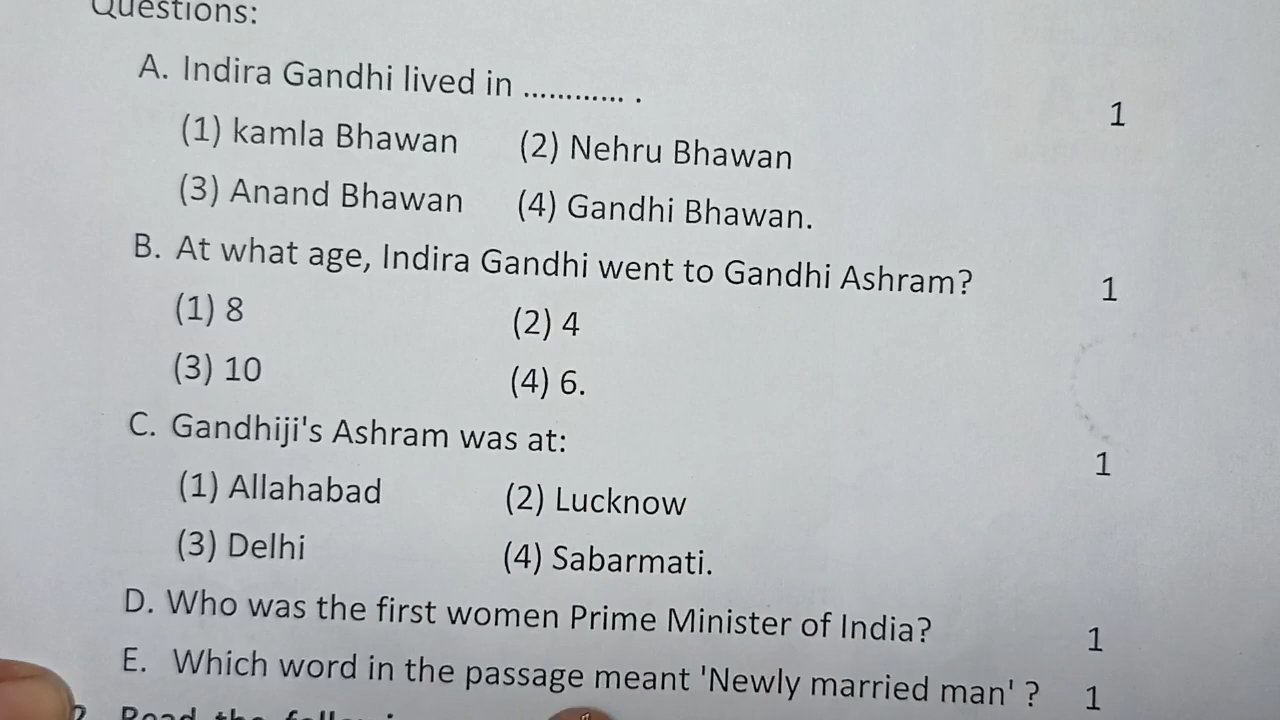 Questions:
A. Indira Gandhi lived in ............ . 1
(1) kamla Bhawan (2) Nehru Bhawan
(3) Anand Bhawan (4) Gandhi Bhawan.
B. At what age, Indira Gandhi went to Gandhi Ashram? 1
(1) 8 (2) 4
(3) 10 (4) 6.
C. Gandhiji's Ashram was at: 1
(1) Allahabad (2) Lucknow
(3) Delhi (4) Sabarmati.
D. Who was the first women Prime Minister of India? 1
E. Which word in the passage meant 'Newly married man' ? 1
Read the